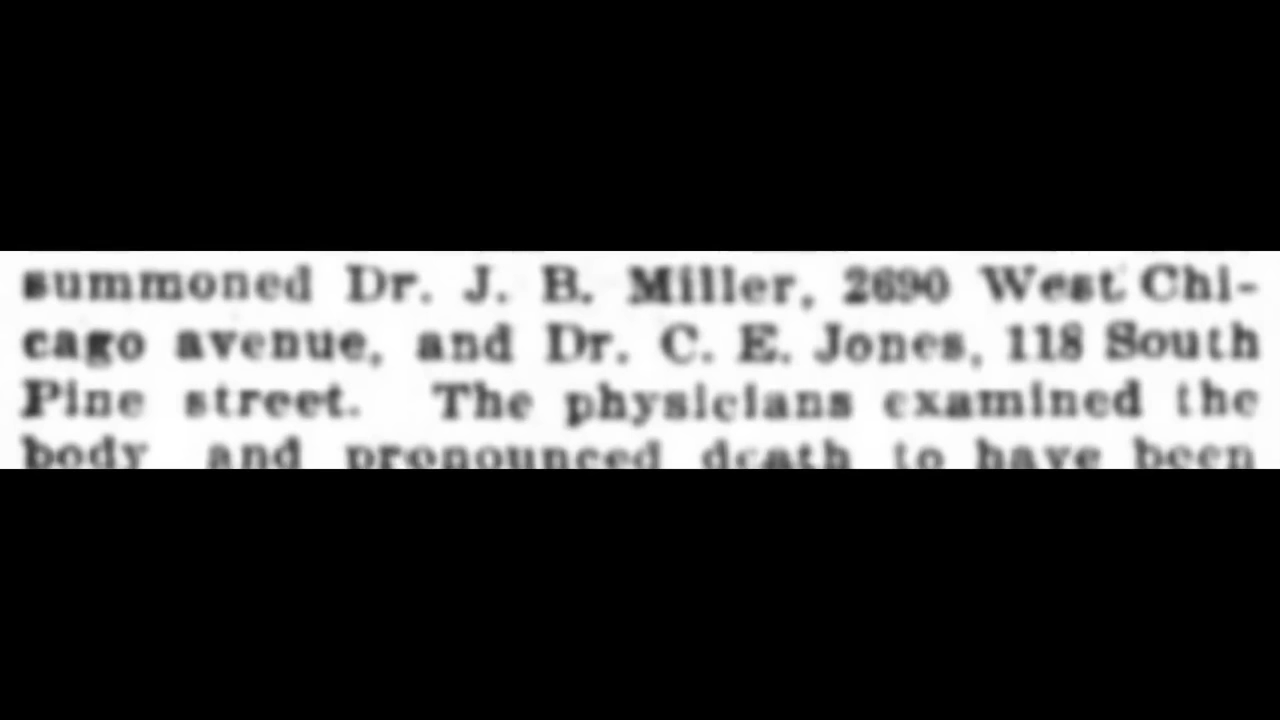 summoned Dr. J. B. Miller, 2690 West Chi-
cago avenue, and Dr. C. E. Jones, 118 South
Pine street. The physicians examined the
body and pronounced death to have been